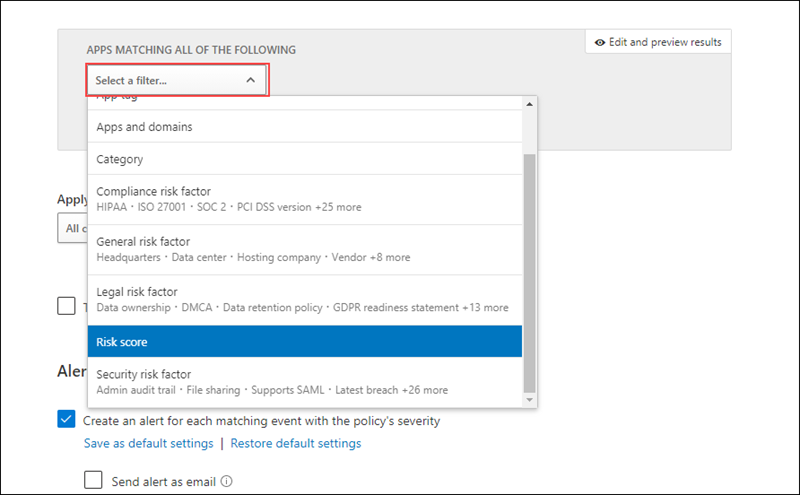 APPS MATCHING ALL OF THE FOLLOWING
Edit and preview results
Select a filter...
App tag
Apps and domains
Category
Compliance risk factor
HIPAA · ISO 27001 · SOC 2 · PCI DSS version +25 more
Apply
All
General risk factor
Headquarters · Data center · Hosting company · Vendor +8 more
Legal risk factor
Data ownership · DMCA · Data retention policy · GDPR readiness statement +13 more
Risk score
Aler
Security risk factor
Admin audit trail · File sharing · Supports SAML · Latest breach +26 more
Create an alert for each matching event with the policy's severity
Save as default settings | Restore default settings
Send alert as email